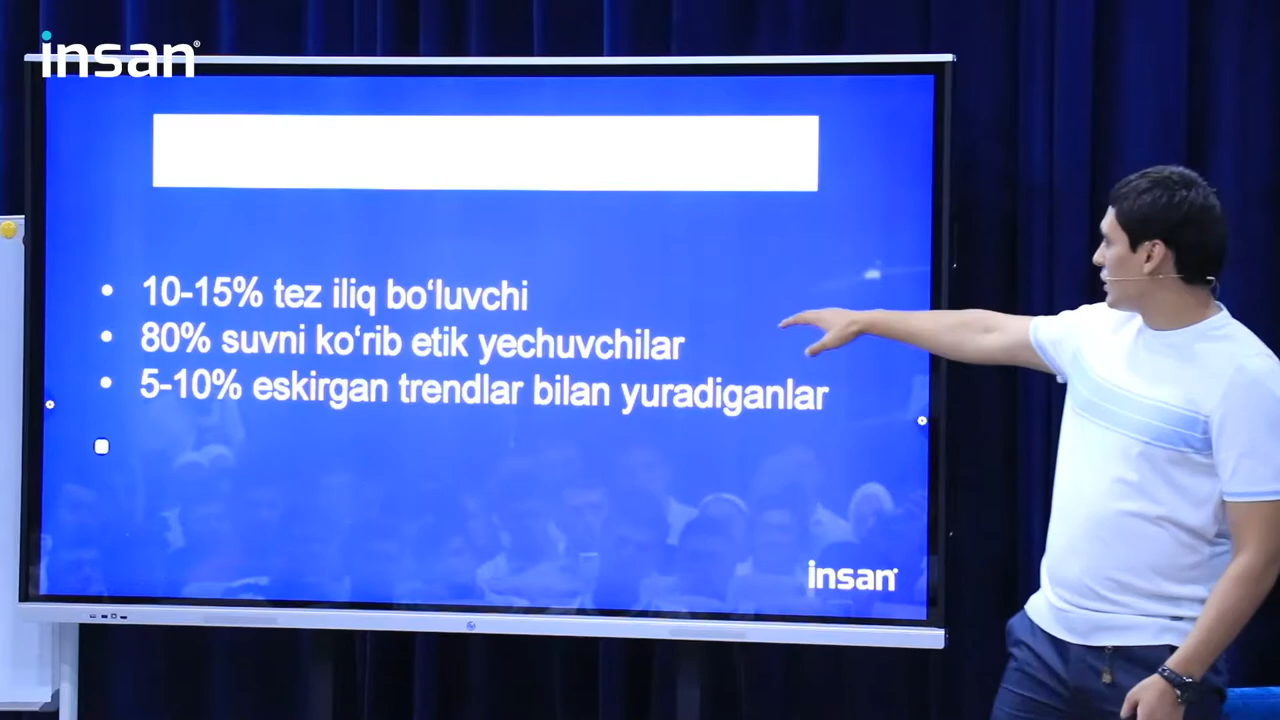 insan
10-15% tez iliq bo‘luvchi
80% suvni ko‘rib etik yechuvchilar
5-10% eskirgan trendlar bilan yuradiganlar
insan